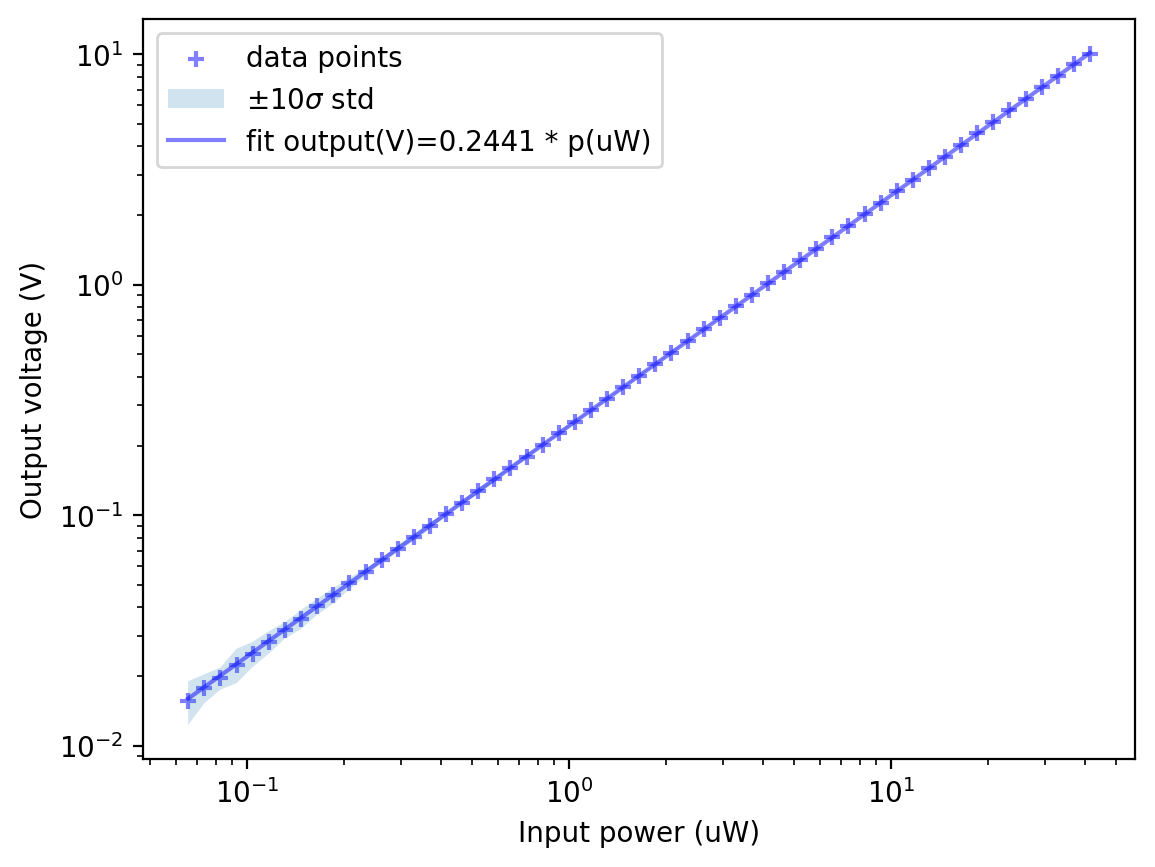 data points
±10σ std
fit output(V)=0.2441 * p(uW)
Output voltage (V)
10¹
10⁰
10⁻¹
10⁻²
10⁻¹ 10⁰ 10¹
Input power (uW)